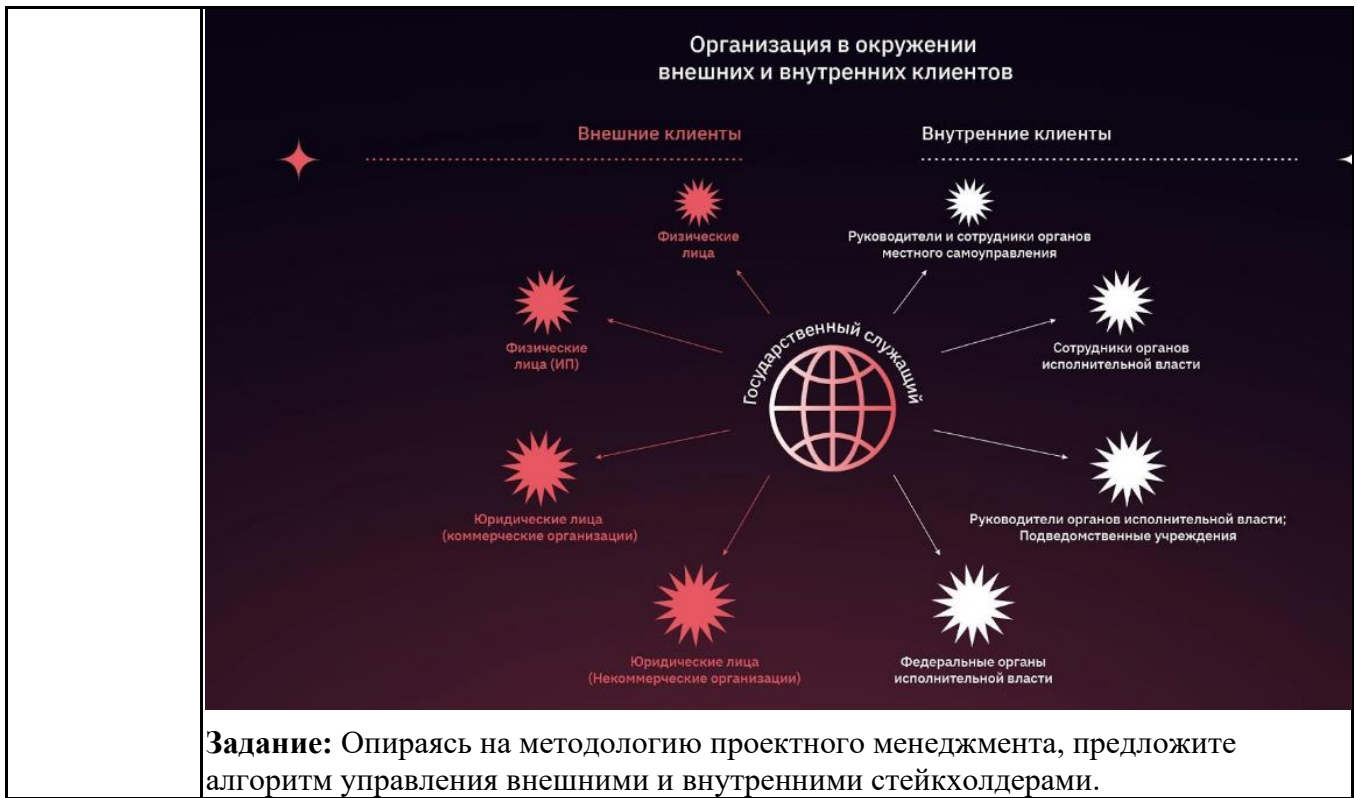 Организация в окружении
внешних и внутренних клиентов
Внешние клиенты
Внутренние клиенты
Физические
лица
Руководители и сотрудники органов
местного самоуправления
Физические
лица (ИП)
Государственный служащий
Сотрудники органов
исполнительной власти
Юридические лица
(коммерческие организации)
Руководители органов исполнительной власти;
Подведомственные учреждения
Юридические лица
(Некоммерческие организации)
Федеральные органы
исполнительной власти
Задание: Опираясь на методологию проектного менеджмента, предложите
алгоритм управления внешними и внутренними стейкхолдерами.